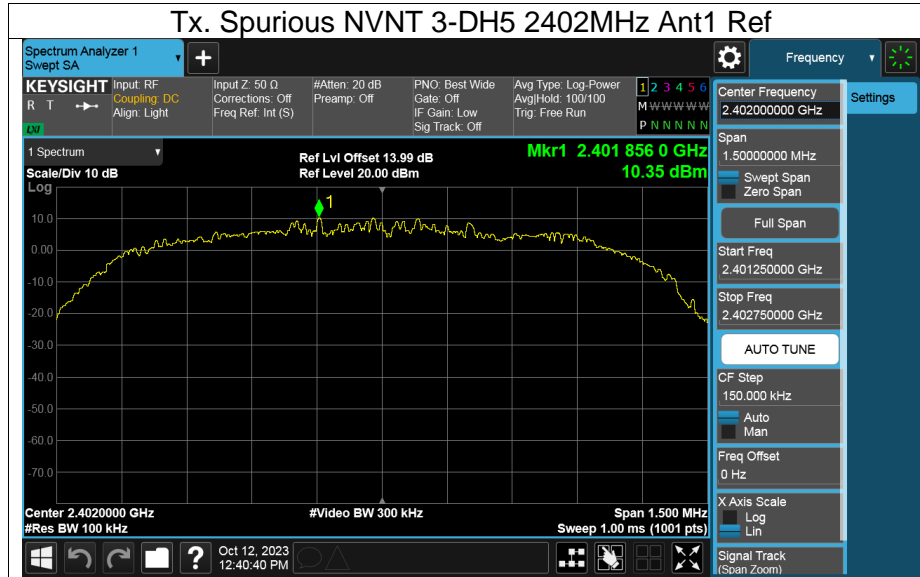 Tx. Spurious NVNT 3-DH5 2402MHz Ant1 Ref
Spectrum Analyzer 1
Swept SA
+
Frequency
KEYSIGHT
R T
LXI
Input: RF
Coupling: DC
Align: Light
Input Z: 50 Ω
Corrections: Off
Freq Ref: Int (S)
#Atten: 20 dB
Preamp: Off
PNO: Best Wide
Gate: Off
IF Gain: Low
Sig Track: Off
Avg Type: Log-Power
Avg|Hold: 100/100
Trig: Free Run
1 2 3 4 5 6
M W W W W W
P N N N N N
1 Spectrum
Scale/Div 10 dB
Log
Ref Lvl Offset 13.99 dB
Ref Level 20.00 dBm
Mkr1 2.401 856 0 GHz
10.35 dBm
1
10.0
0.00
-10.0
-20.0
-30.0
-40.0
-50.0
-60.0
-70.0
Center 2.4020000 GHz
#Res BW 100 kHz
#Video BW 300 kHz
Span 1.500 MHz
Sweep 1.00 ms (1001 pts)
Center Frequency
2.402000000 GHz
Settings
Span
1.50000000 MHz
Swept Span
Zero Span
Full Span
Start Freq
2.401250000 GHz
Stop Freq
2.402750000 GHz
AUTO TUNE
CF Step
150.000 kHz
Auto
Man
Freq Offset
0 Hz
X Axis Scale
Log
Lin
Signal Track
(Span Zoom)
?
Oct 12, 2023
12:40:40 PM